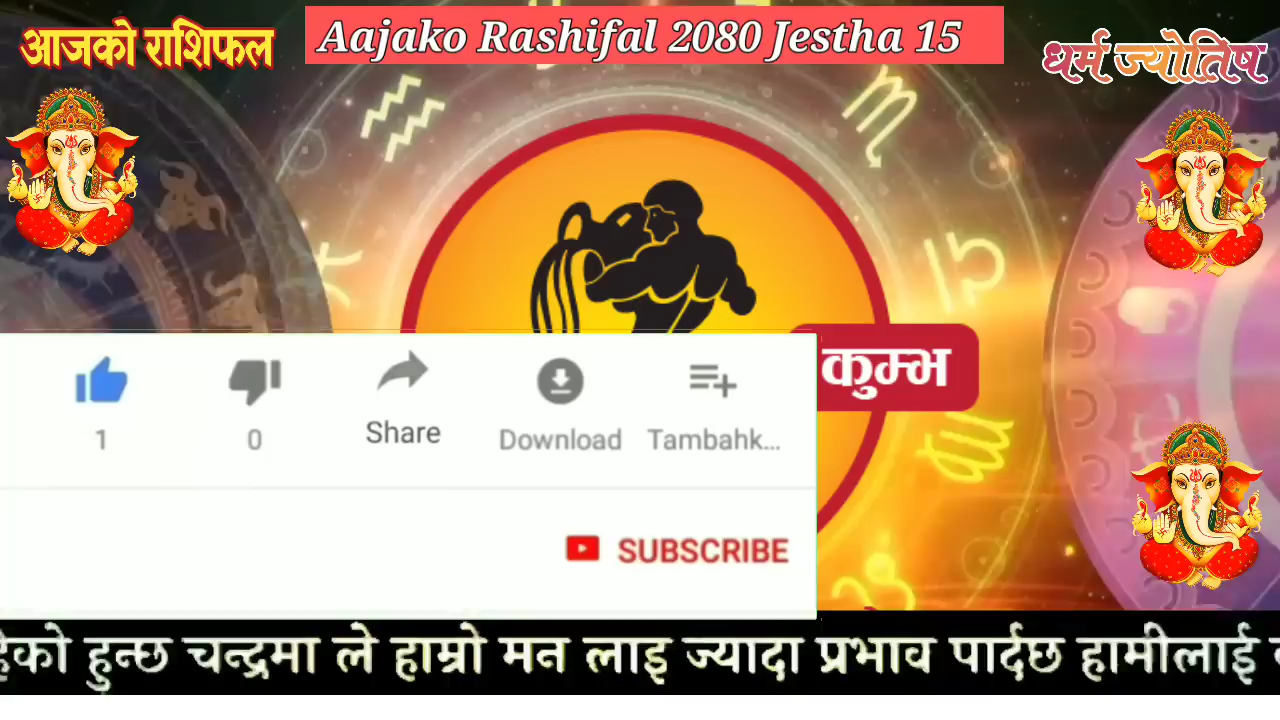 आजको राशिफल
Aajako Rashifal 2080 Jestha 15
धर्म ज्योतिष
कुम्भ
1 0 Share Download Tambahk...
SUBSCRIBE
हुन्छ चन्द्रमा ले हाम्रो मन लाइ ज्यादा प्रभाव पार्दछ हामीलाई